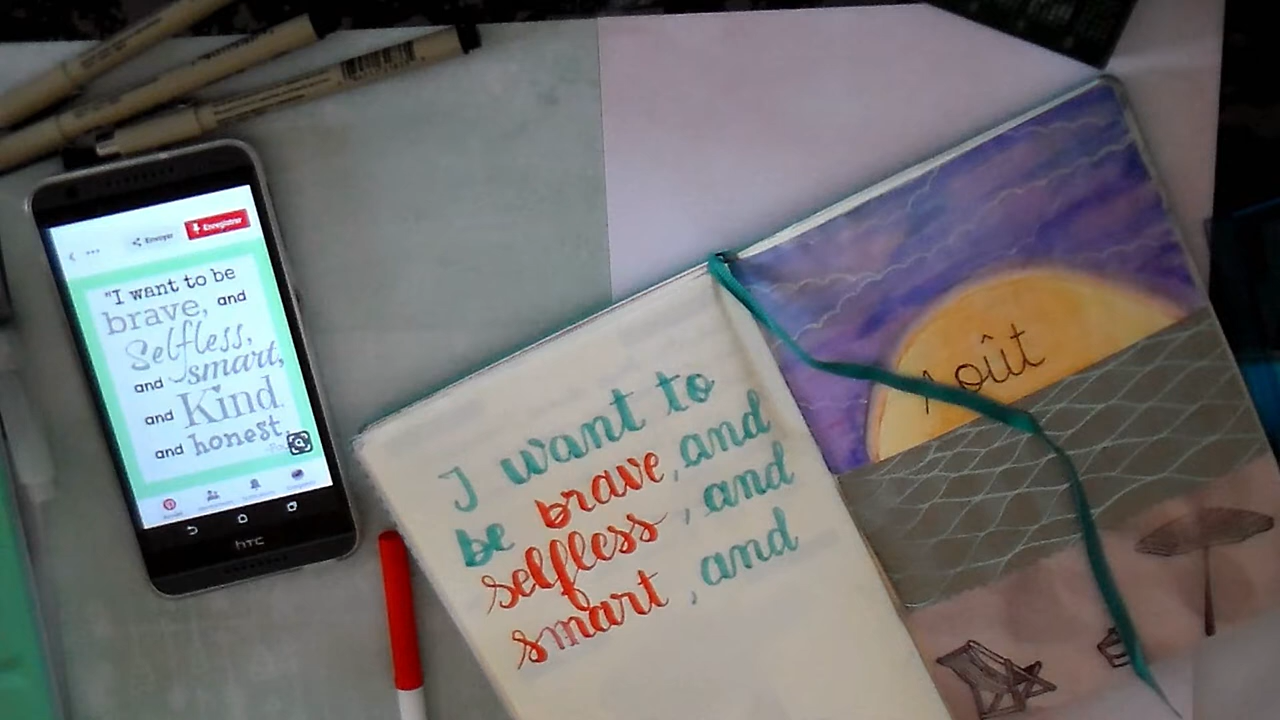 Envoyer
Enregistrer
"I want to be
brave, and
Selfless,
and smart,
and Kind
and honest.
hTC
I want to
be brave, and
selfless, and
smart, and
Août